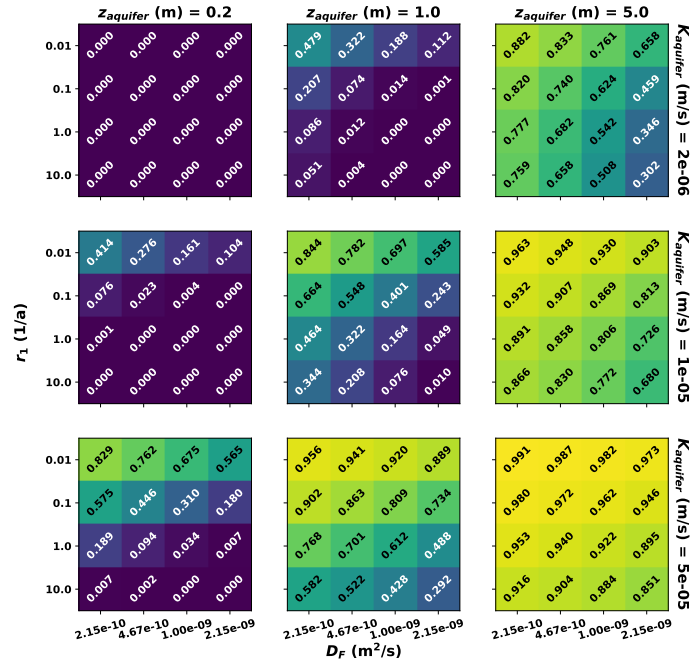 z_aquifer (m) = 0.2 z_aquifer (m) = 1.0 z_aquifer (m) = 5.0
0.01 0.000 0.000 0.000 0.000 0.479 0.322 0.188 0.112 0.882 0.833 0.761 0.658
0.1 0.000 0.000 0.000 0.000 0.207 0.074 0.014 0.001 0.820 0.740 0.624 0.459
1.0 0.000 0.000 0.000 0.000 0.086 0.012 0.000 0.000 0.777 0.682 0.542 0.346
10.0 0.000 0.000 0.000 0.000 0.051 0.004 0.000 0.000 0.759 0.658 0.508 0.302
K_aquifer (m/s) = 2e-06
0.01 0.414 0.276 0.161 0.104 0.844 0.782 0.697 0.585 0.963 0.948 0.930 0.903
0.1 0.076 0.023 0.004 0.000 0.664 0.548 0.401 0.243 0.932 0.907 0.869 0.813
1.0 0.001 0.000 0.000 0.000 0.464 0.322 0.164 0.049 0.891 0.858 0.806 0.726
10.0 0.000 0.000 0.000 0.000 0.344 0.208 0.076 0.010 0.866 0.830 0.772 0.680
r_1 (1/a)
K_aquifer (m/s) = 1e-05
0.01 0.829 0.762 0.675 0.565 0.956 0.941 0.920 0.889 0.991 0.987 0.982 0.973
0.1 0.575 0.446 0.310 0.180 0.902 0.863 0.809 0.734 0.980 0.972 0.962 0.946
1.0 0.189 0.094 0.034 0.007 0.768 0.701 0.612 0.488 0.953 0.940 0.922 0.895
10.0 0.007 0.002 0.000 0.000 0.582 0.522 0.428 0.292 0.916 0.904 0.884 0.851
K_aquifer (m/s) = 5e-05
2.15e-10 4.67e-10 1.00e-09 2.15e-09 2.15e-10 4.67e-10 1.00e-09 2.15e-09 2.15e-10 4.67e-10 1.00e-09 2.15e-09
D_F (m²/s)